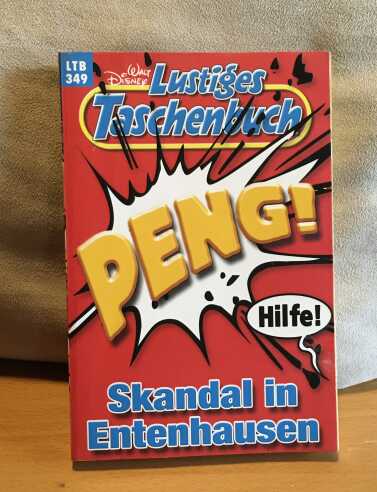 LTB
349
Walt
Disney
Lustiges
Taschenbuch
PENG!
Hilfe!
Skandal in
Entenhausen